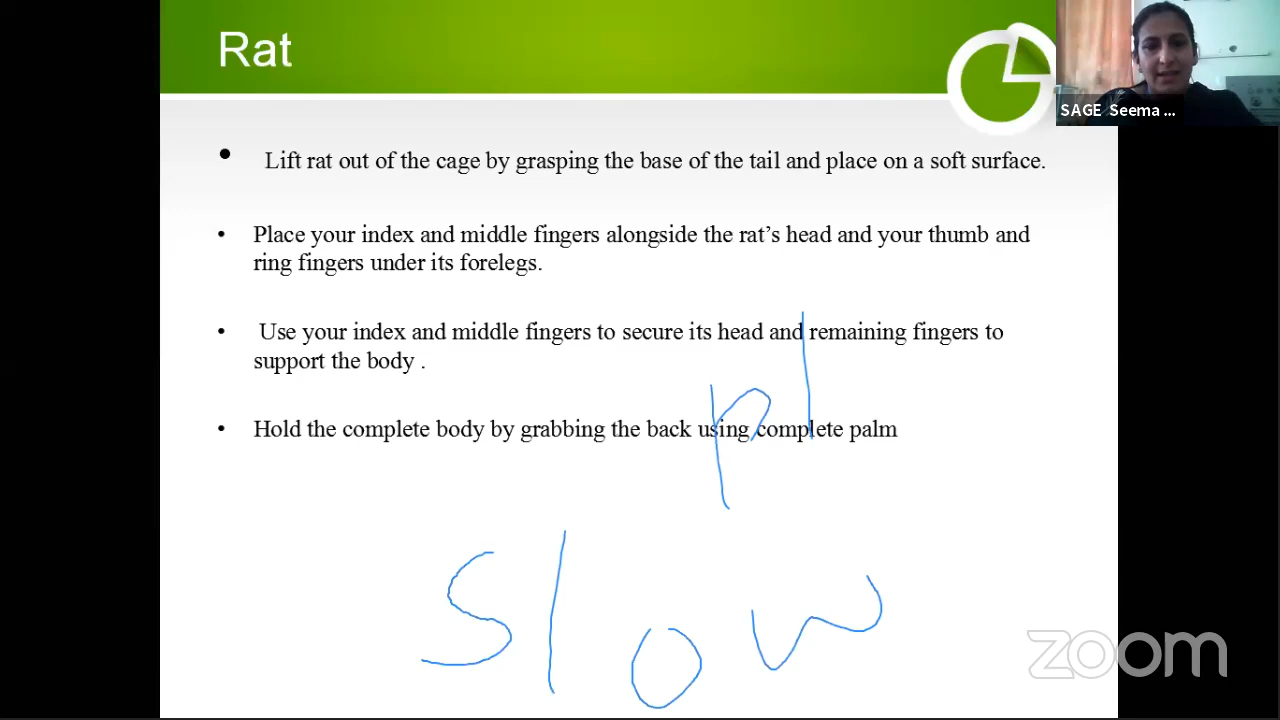 Rat
SAGE Seema ...
• Lift rat out of the cage by grasping the base of the tail and place on a soft surface.
• Place your index and middle fingers alongside the rat’s head and your thumb and
ring fingers under its forelegs.
• Use your index and middle fingers to secure its head and remaining fingers to
support the body .
• Hold the complete body by grabbing the back using complete palm
pl
slow
zoom